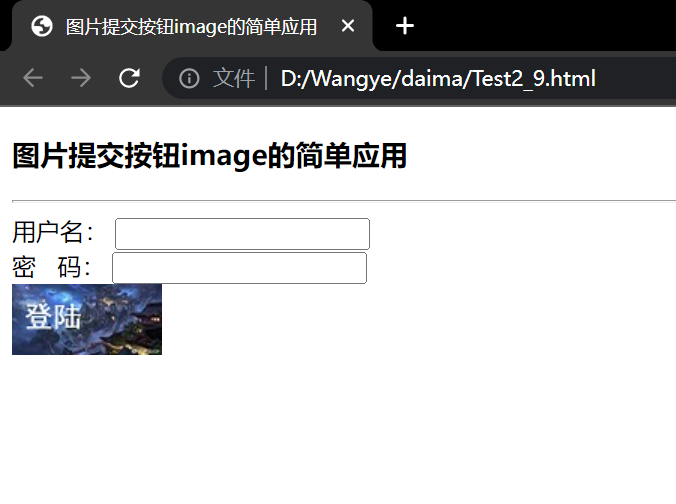 图片提交按钮image的简单应用
文件 | D:/Wangye/daima/Test2_9.html
图片提交按钮image的简单应用
用户名：
密 码：
登陆